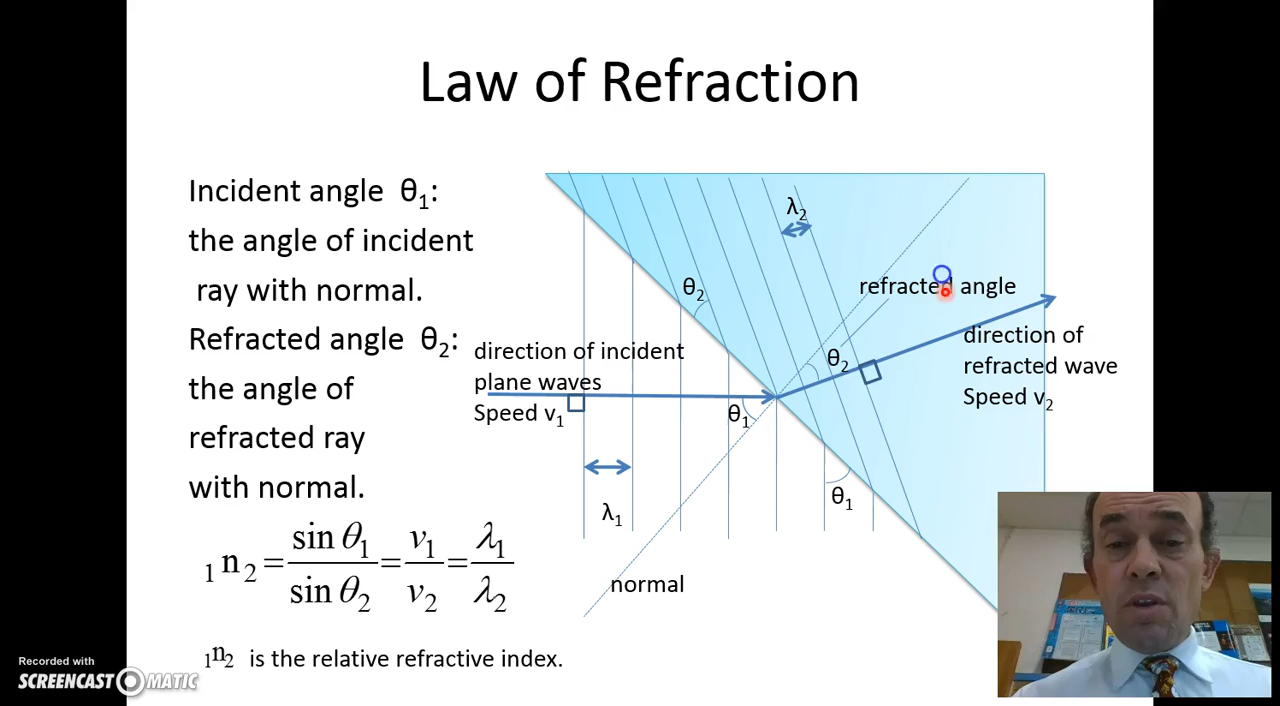 Law of Refraction
Incident angle θ₁:
the angle of incident
ray with normal.
Refracted angle θ₂:
the angle of
refracted ray
with normal.
₁n₂ = sin θ₁ / sin θ₂ = v₁ / v₂ = λ₁ / λ₂
₁n₂ is the relative refractive index.
λ₂
θ₂
refracted angle
direction of incident
plane waves
Speed v₁
θ₂
direction of
refracted wave
Speed v₂
θ₁
θ₁
λ₁
normal
Recorded with
SCREENCAST-O-MATIC